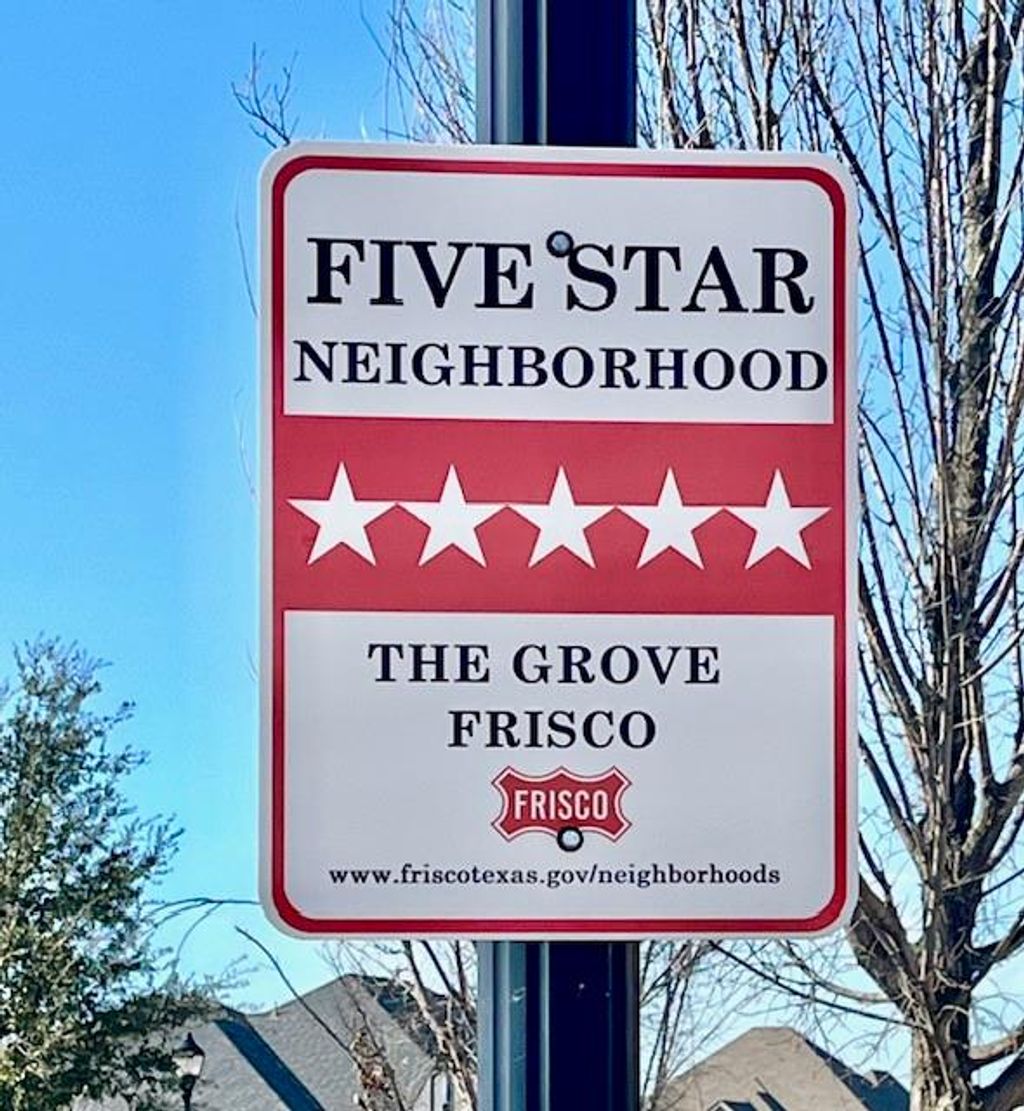 FIVE STAR
NEIGHBORHOOD
THE GROVE
FRISCO
FRISCO
www.friscotexas.gov/neighborhoods